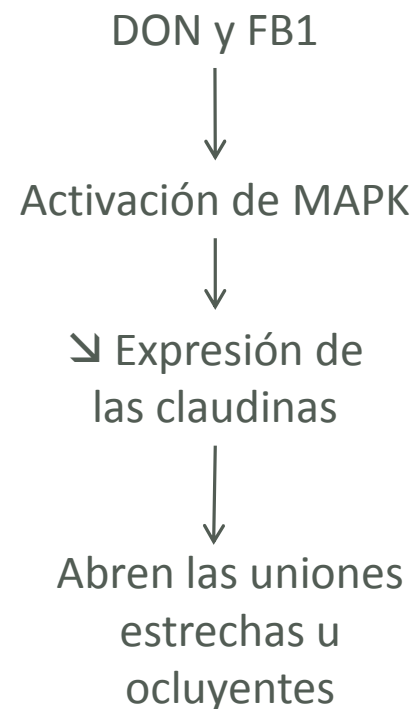 DON y FB1
Activación de MAPK
↘ Expresión de
las claudinas
Abren las uniones
estrechas u
ocluyentes